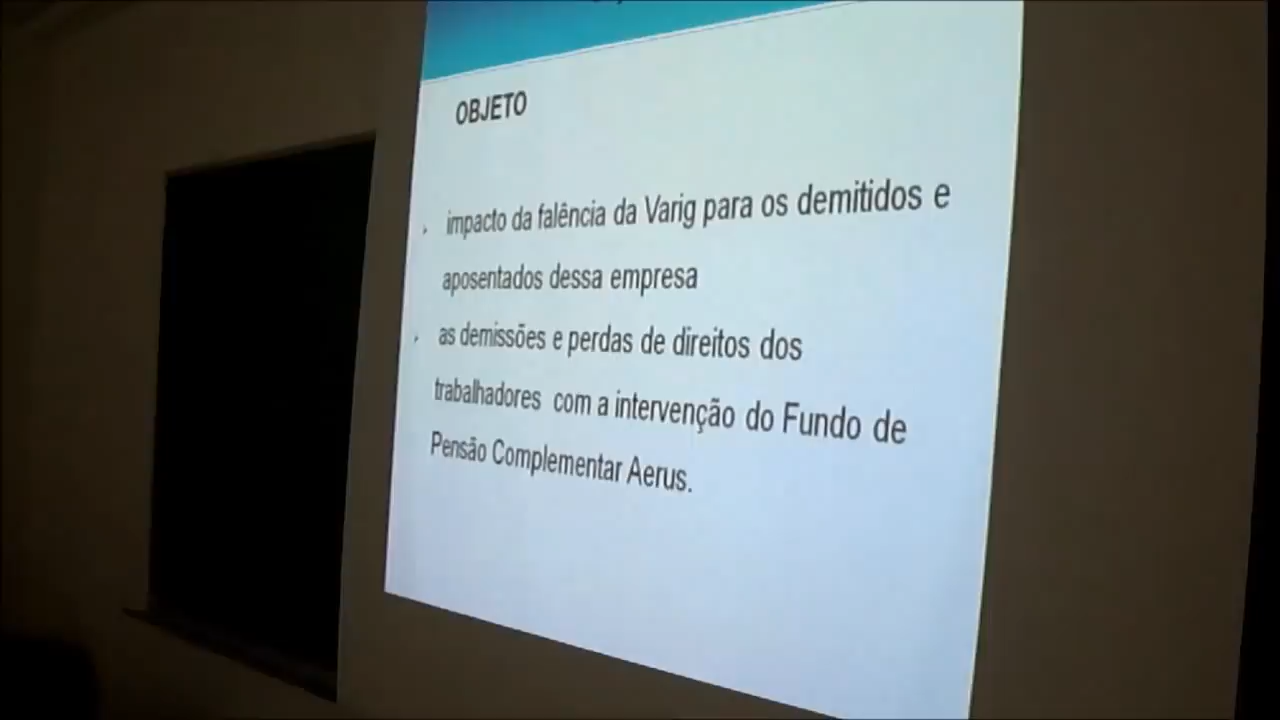 OBJETO
impacto da falência da Varig para os demitidos e
aposentados dessa empresa
as demissões e perdas de direitos dos
trabalhadores com a intervenção do Fundo de
Pensão Complementar Aerus.